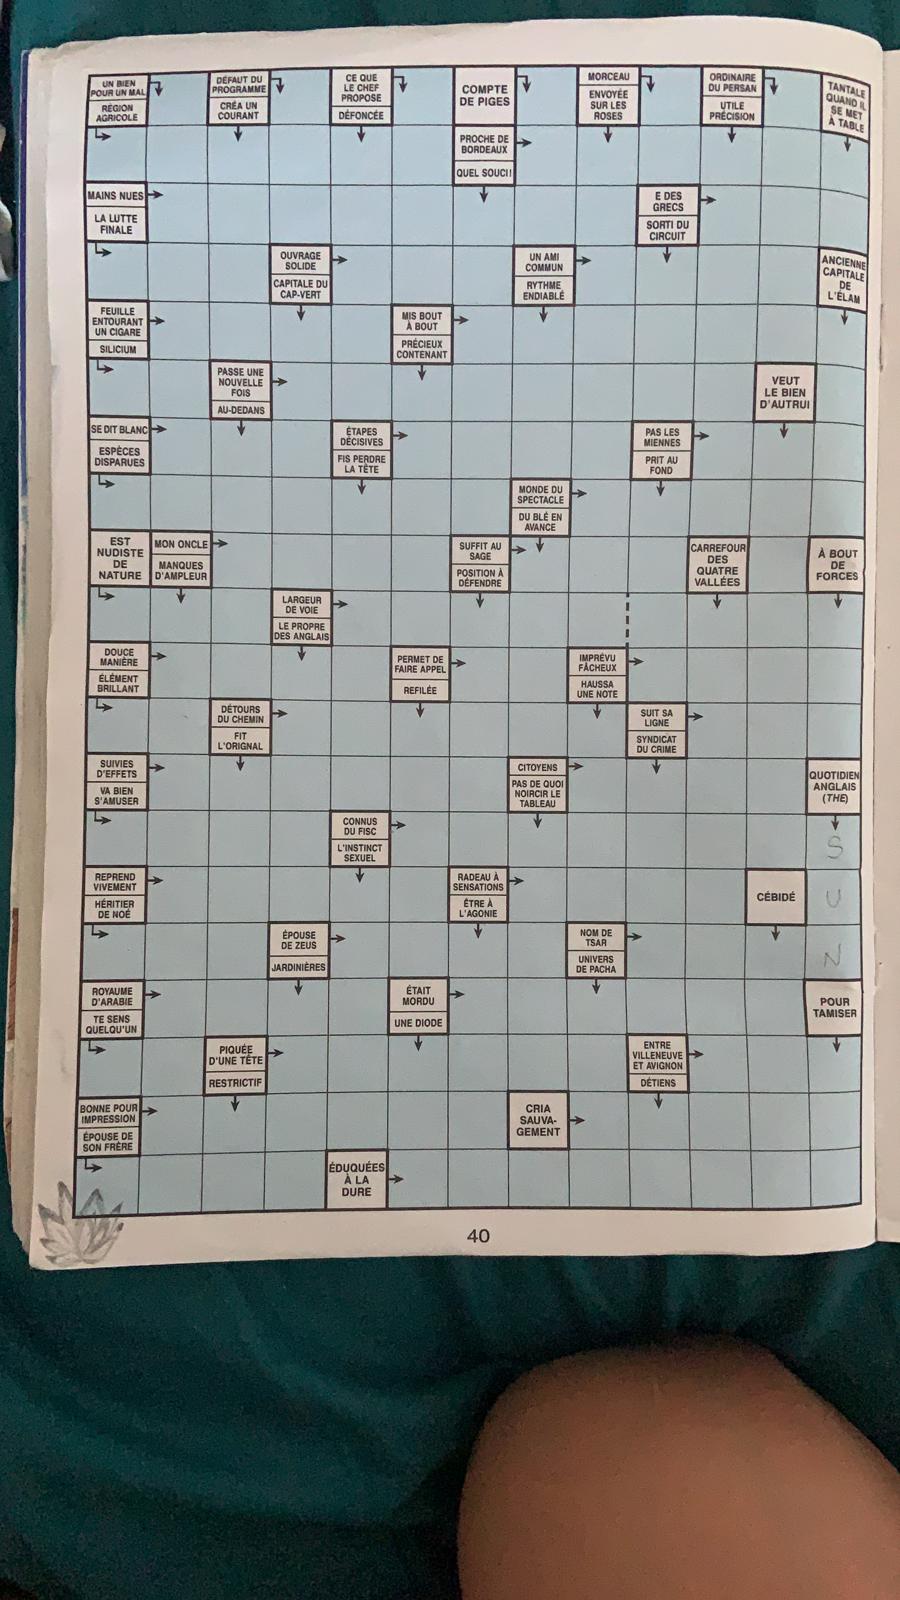 UN BIEN
POUR UN MAL
RÉGION
AGRICOLE
DÉFAUT DU
PROGRAMME
CRÉA UN
COURANT
CE QUE
LE CHEF
PROPOSE
DÉFONCÉE
COMPTE
DE PIGES
MORCEAU
ENVOYÉE
SUR LES
ROSES
ORDINAIRE
DU PERSAN
UTILE
PRÉCISION
TANTALE
QUAND IL
SE MET
À TABLE
PROCHE DE
BORDEAUX
QUEL SOUCI!
MAINS NUES
LA LUTTE
FINALE
E DES
GRECS
SORTI DU
CIRCUIT
OUVRAGE
SOLIDE
CAPITALE DU
CAP-VERT
UN AMI
COMMUN
RYTHME
ENDIABLÉ
ANCIENNE
CAPITALE
DE
L'ÉLAM
FEUILLE
ENTOURANT
UN CIGARE
SILICIUM
MIS BOUT
À BOUT
PRÉCIEUX
CONTENANT
PASSE UNE
NOUVELLE
FOIS
AU-DEDANS
VEUT
LE BIEN
D'AUTRUI
SE DIT BLANC
ESPÈCES
DISPARUES
ÉTAPES
DÉCISIVES
FIS PERDRE
LA TÊTE
PAS LES
MIENNES
PRIT AU
FOND
MONDE DU
SPECTACLE
DU BLÉ EN
AVANCE
EST
NUDISTE
DE
NATURE
MON ONCLE
MANQUES
D'AMPLEUR
SUFFIT AU
SAGE
POSITION À
DÉFENDRE
CARREFOUR
DES
QUATRE
VALLÉES
À BOUT
DE
FORCES
LARGEUR
DE VOIE
LE PROPRE
DES ANGLAIS
DOUCE
MANIÈRE
ÉLÉMENT
BRILLANT
PERMET DE
FAIRE APPEL
REFILÉE
IMPRÉVU
FÂCHEUX
HAUSSA
UNE NOTE
DÉTOURS
DU CHEMIN
FIT
L'ORIGNAL
SUIT SA
LIGNE
SYNDICAT
DU CRIME
SUIVIES
D'EFFETS
VA BIEN
S'AMUSER
CITOYENS
PAS DE QUOI
NOIRCIR LE
TABLEAU
QUOTIDIEN
ANGLAIS
(THE)
CONNUS
DU FISC
L'INSTINCT
SEXUEL
S
REPREND
VIVEMENT
HÉRITIER
DE NOÉ
RADEAU À
SENSATIONS
ÊTRE À
L'AGONIE
CÉBIDÉ
U
ÉPOUSE
DE ZEUS
JARDINIÈRES
NOM DE
TSAR
UNIVERS
DE PACHA
N
ROYAUME
D'ARABIE
TE SENS
QUELQU'UN
ÉTAIT
MORDU
UNE DIODE
POUR
TAMISER
PIQUÉE
D'UNE TÊTE
RESTRICTIF
ENTRE
VILLENEUVE
ET AVIGNON
DÉTIENS
BONNE POUR
IMPRESSION
ÉPOUSE DE
SON FRÈRE
CRIA
SAUVA-
GEMENT
ÉDUQUÉES
À LA
DURE
40